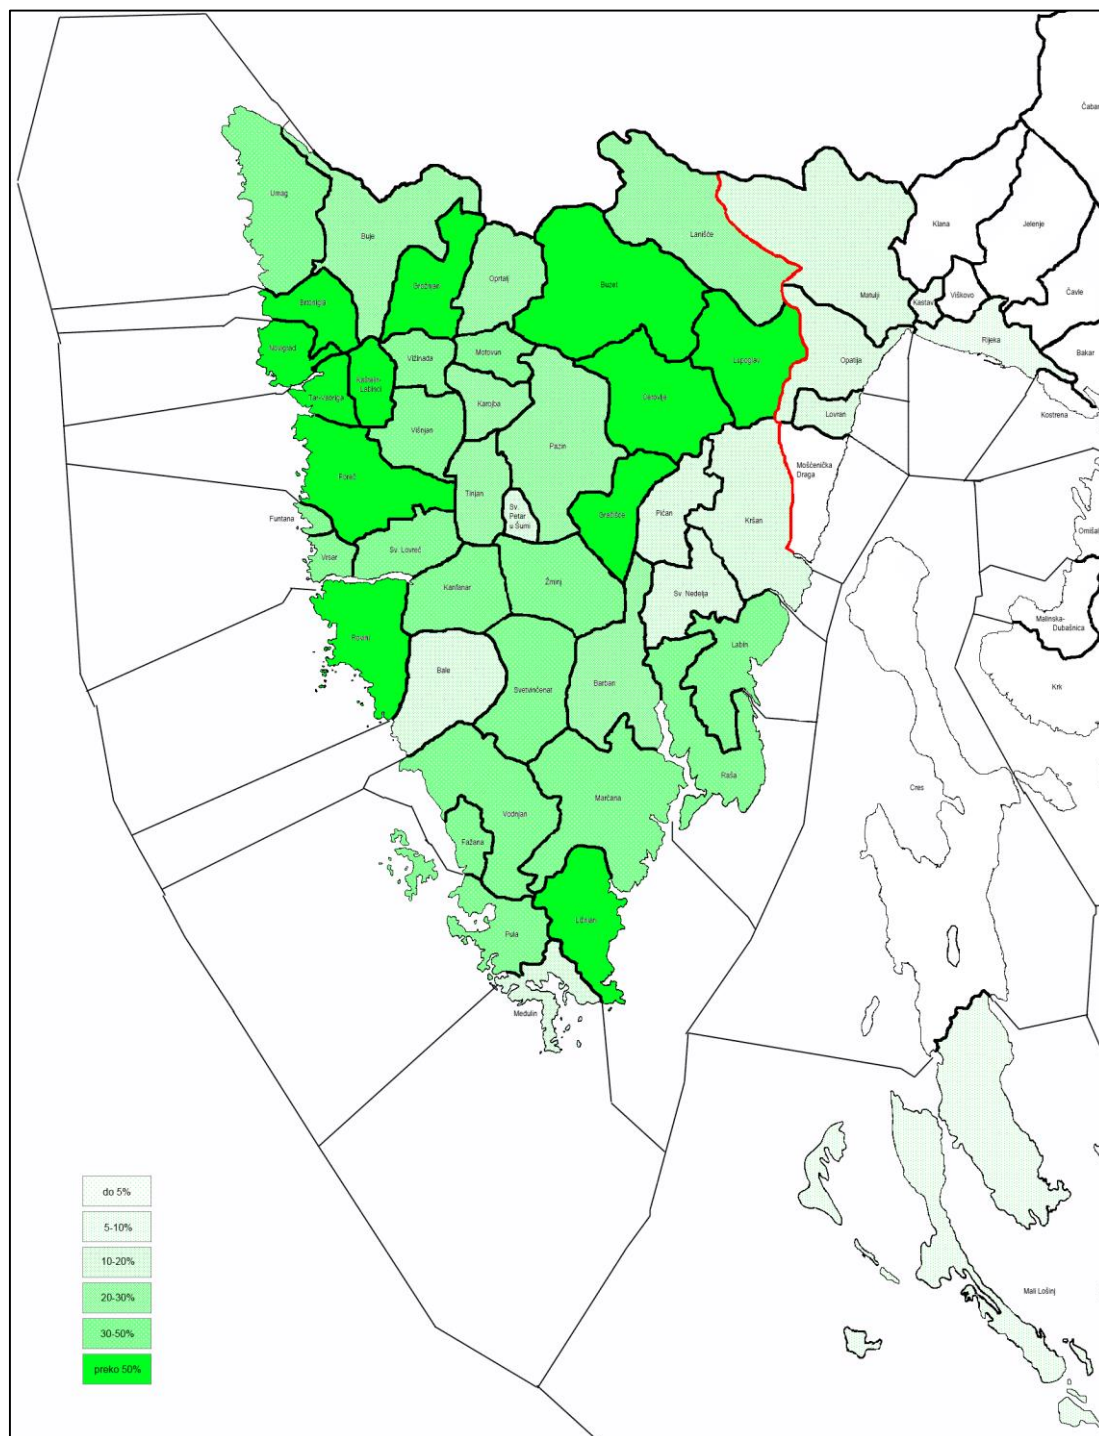 Čabar
Umag
Buje
Lanišće
Klana
Jelenje
Oprtalj
Grožnjan
Buzet
Matulji
Kastav
Viškovo
Čavle
Brtonigla
Novigrad
Rijeka
Bakar
Vižinada
Motovun
Lupoglav
Opatija
Kaštelir-
Labinci
Tar-Vabriga
Karojba
Cerovlje
Lovran
Kostrena
Višnjan
Pazin
Poreč
Mošćenička
Draga
Tinjan
Sv.
Petar
u Šumi
Gračišće
Pićan
Kršan
Funtana
Omišalj
Vrsar
Sv. Lovreč
Kanfanar
Žminj
Sv. Nedelja
Malinska-
Dubašnica
Rovinj
Labin
Bale
Svetvinčenat
Barban
Krk
Raša
Cres
Marčana
Vodnjan
Fažana
Ližnjan
Pula
Medulin
do 5%
5-10%
10-20%
20-30%
30-50%
preko 50%
Mali Lošinj